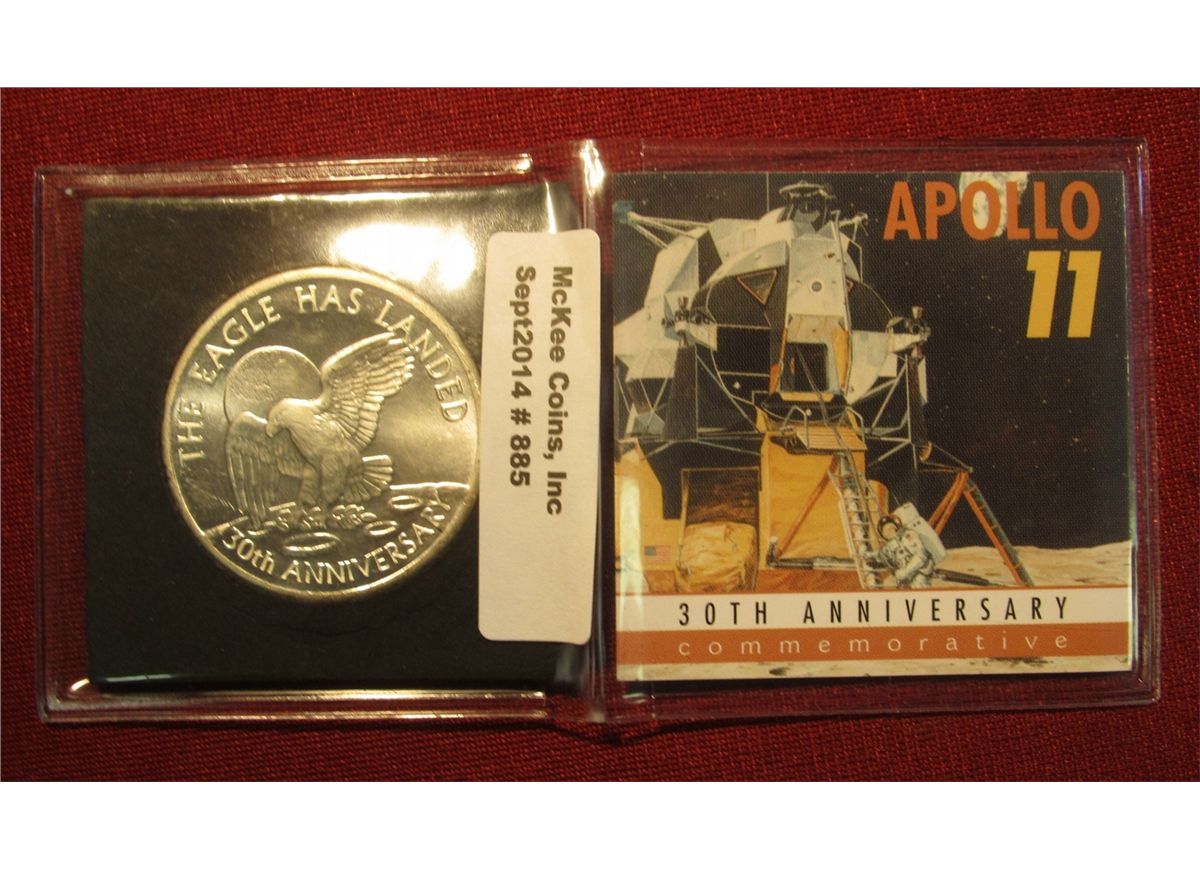 THE EAGLE HAS LANDED
30th ANNIVERSARY
McKee Coins, Inc
Sept2014 # 885
APOLLO
11
30TH ANNIVERSARY
commemorative